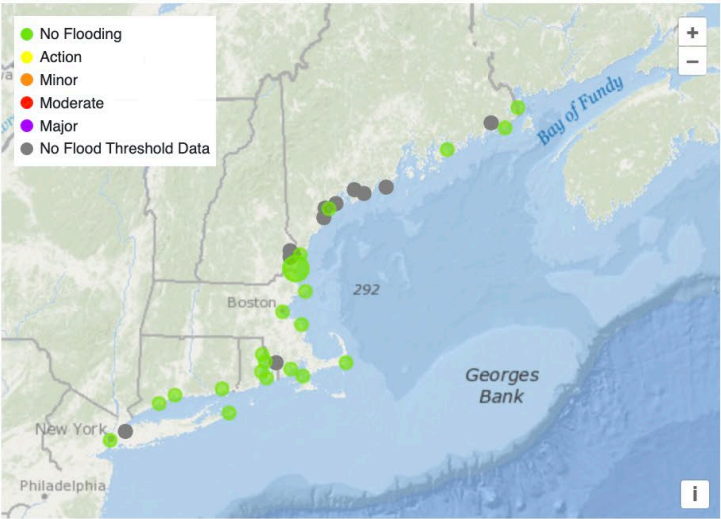 No Flooding
Action
Minor
Moderate
Major
No Flood Threshold Data
+
−
Bay of Fundy
Boston
292
Georges
Bank
New York
Philadelphia
i